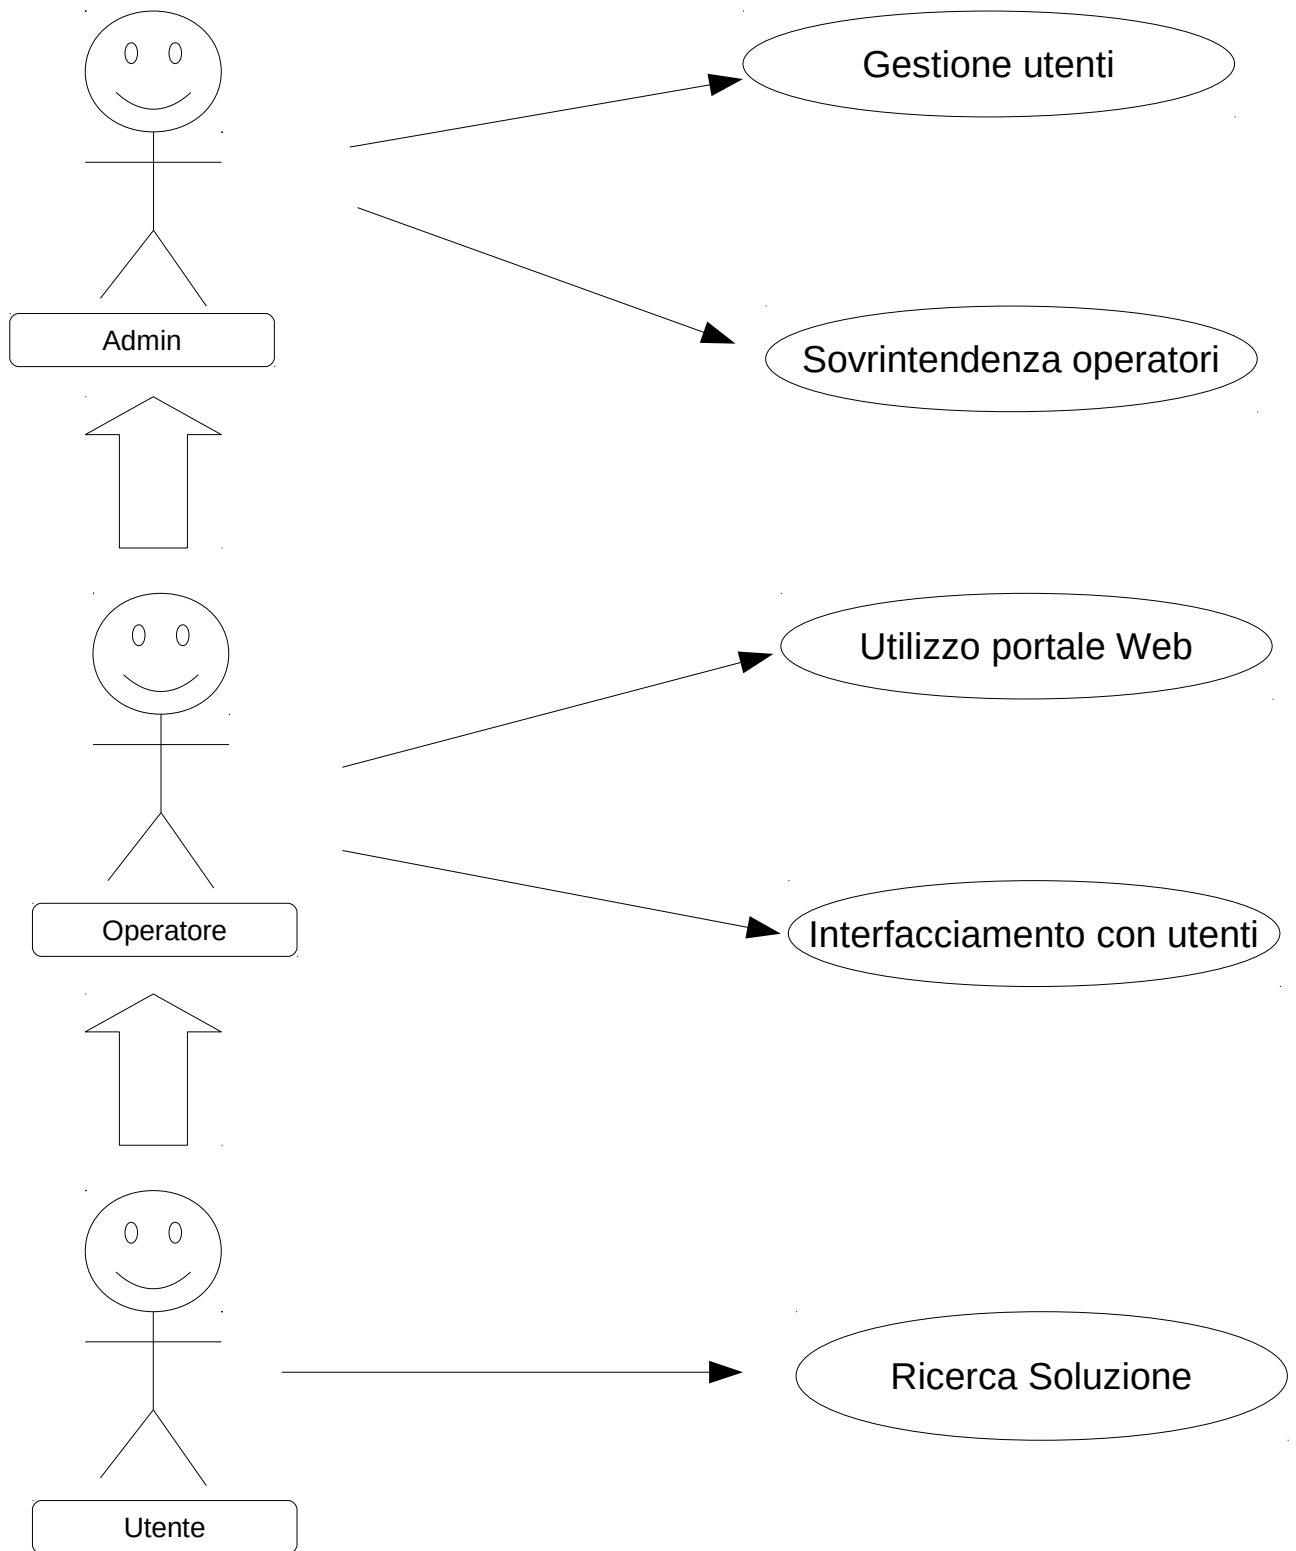 Gestione utenti
Admin
Sovrintendenza operatori
Utilizzo portale Web
Operatore
Interfacciamento con utenti
Ricerca Soluzione
Utente